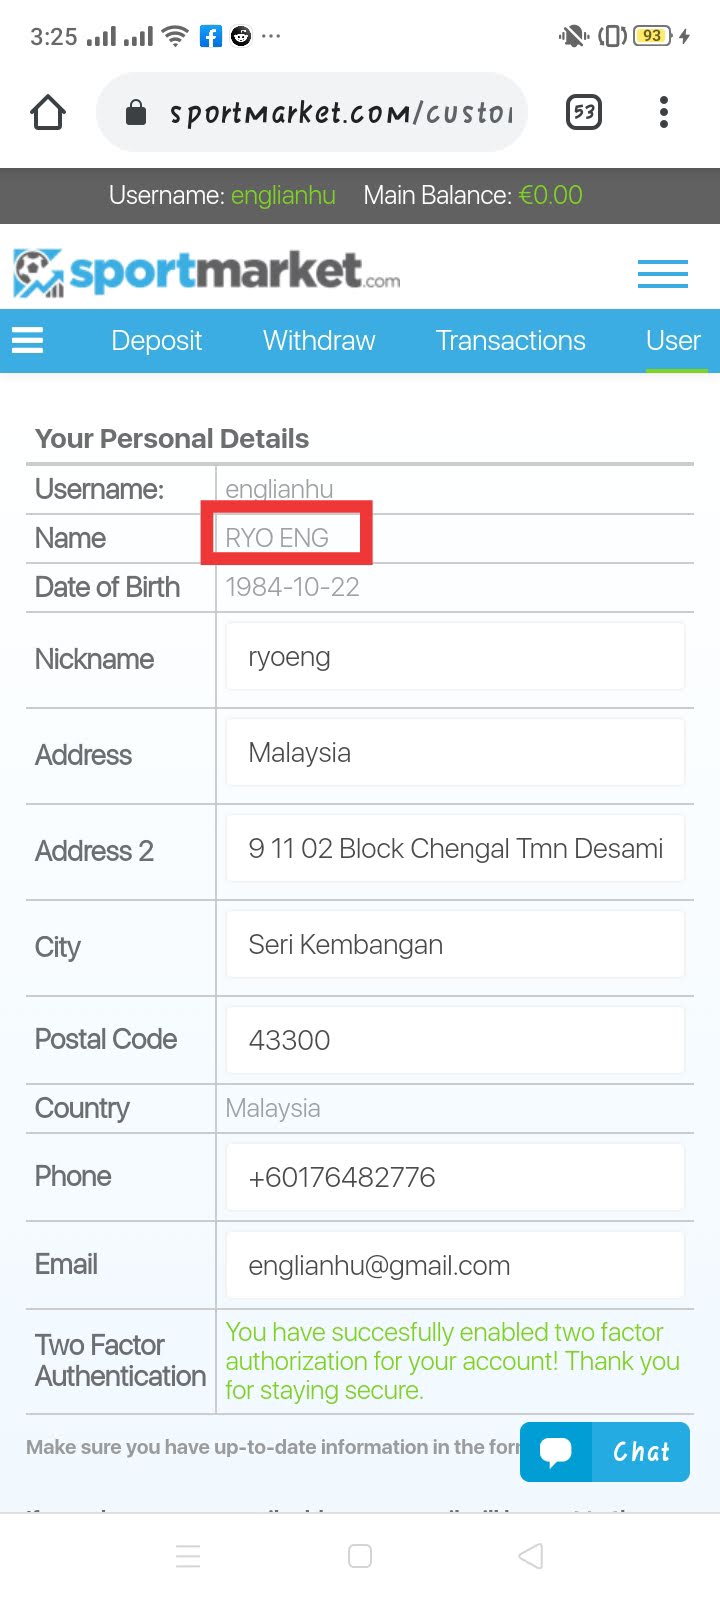 3:25
93
sportmarket.com/custo
53
Username: englianhu Main Balance: €0.00
sportmarket.com
Deposit Withdraw Transactions User
Your Personal Details
Username: englianhu
Name RYO ENG
Date of Birth 1984-10-22
Nickname ryoeng
Address Malaysia
Address 2 9 11 02 Block Chengal Tmn Desami
City Seri Kembangan
Postal Code 43300
Country Malaysia
Phone +60176482776
Email englianhu@gmail.com
Two Factor Authentication
You have succesfully enabled two factor
authorization for your account! Thank you
for staying secure.
Make sure you have up-to-date information in the
Chat